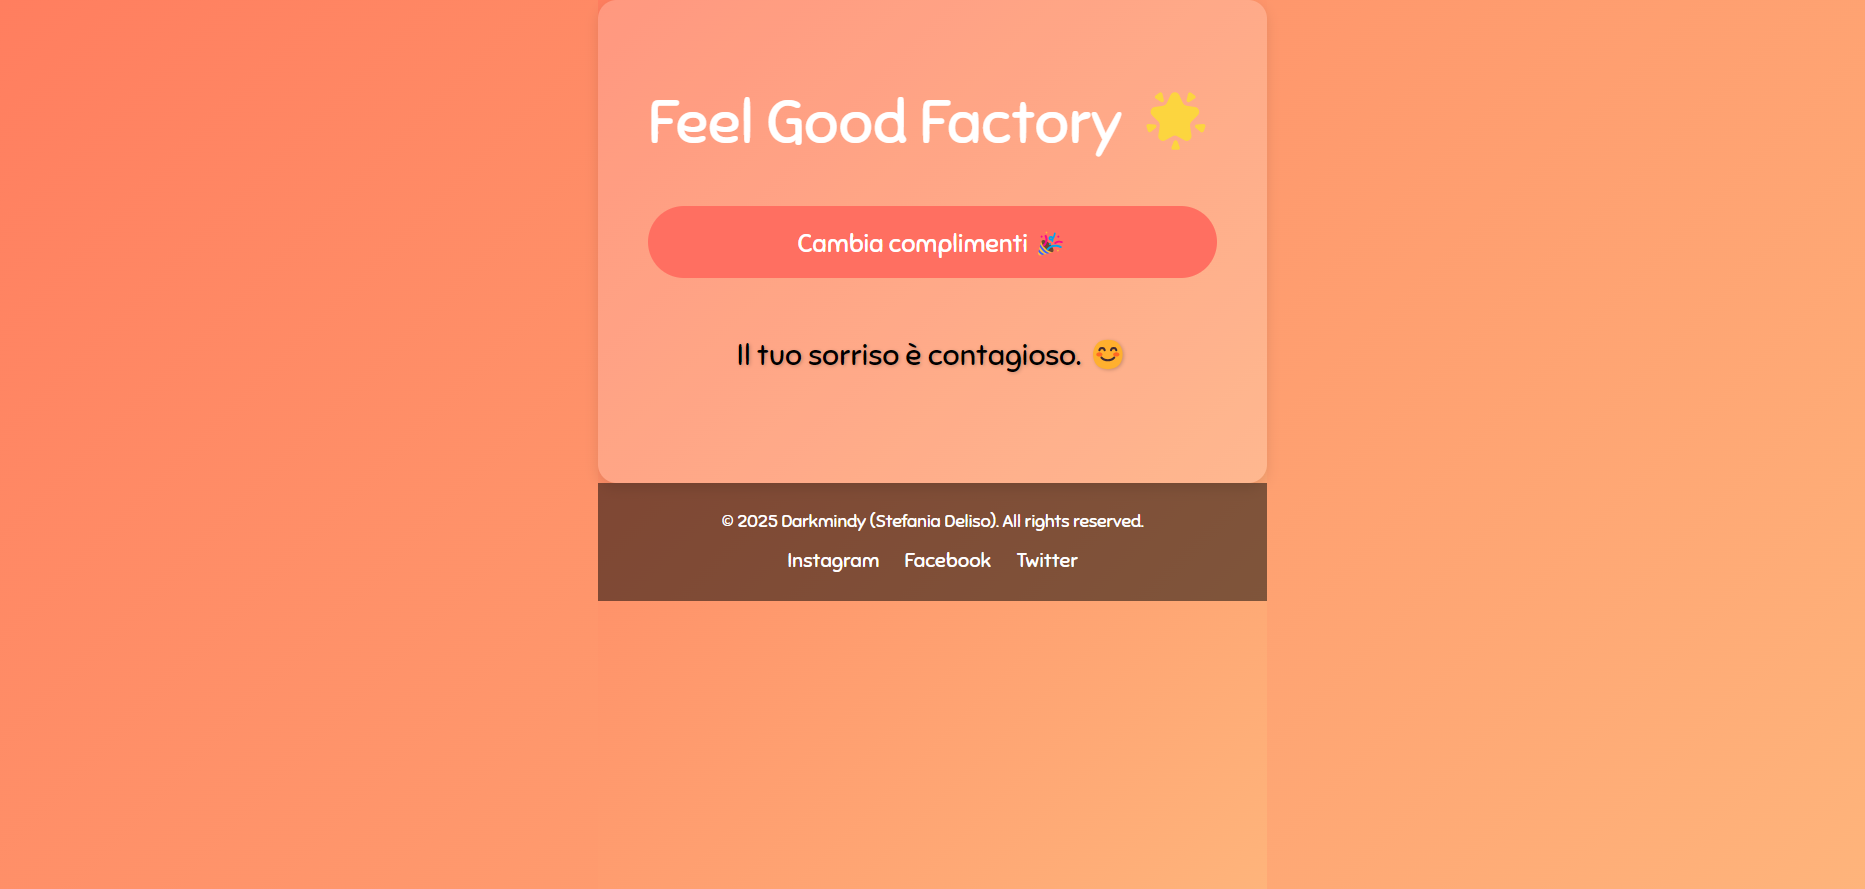 Feel Good Factory 🌟
Cambia complimenti 🎉
Il tuo sorriso è contagioso. 😊
© 2025 Darkmindy (Stefania Deliso). All rights reserved.
Instagram Facebook Twitter